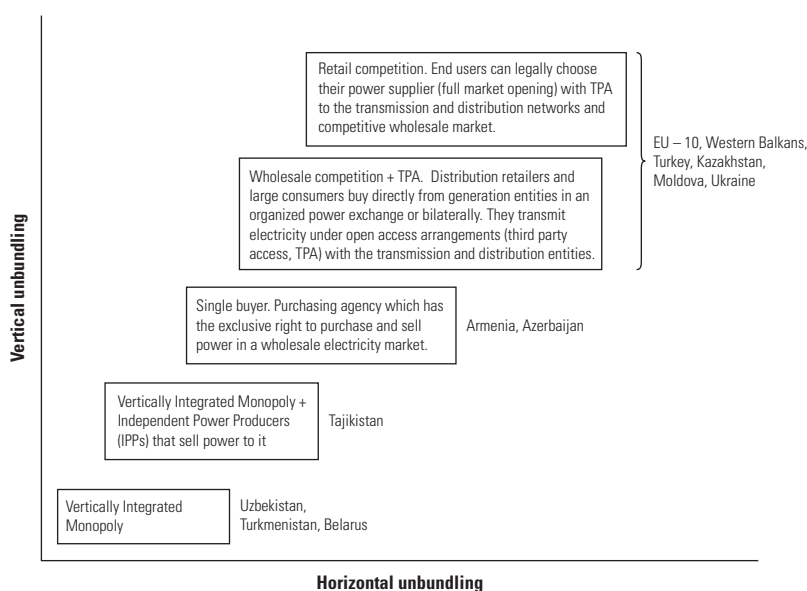 Retail competition. End users can legally choose
their power supplier (full market opening) with TPA
to the transmission and distribution networks and
competitive wholesale market.
EU – 10, Western Balkans,
Turkey, Kazakhstan,
Moldova, Ukraine
Wholesale competition + TPA. Distribution retailers and
large consumers buy directly from generation entities in an
organized power exchange or bilaterally. They transmit
electricity under open access arrangements (third party
access, TPA) with the transmission and distribution entities.
Vertical unbundling
Single buyer. Purchasing agency which has
the exclusive right to purchase and sell
power in a wholesale electricity market.
Armenia, Azerbaijan
Vertically Integrated Monopoly +
Independent Power Producers
(IPPs) that sell power to it
Tajikistan
Vertically Integrated
Monopoly
Uzbekistan,
Turkmenistan, Belarus
Horizontal unbundling